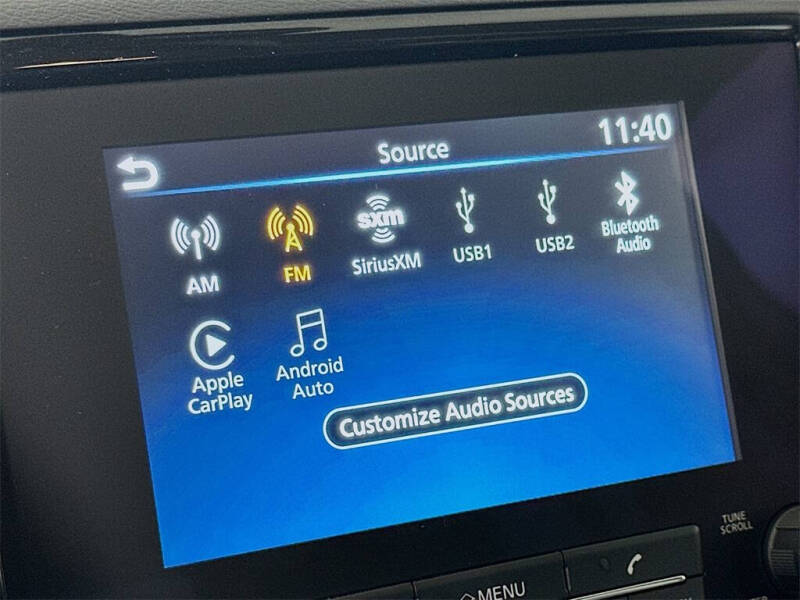 Source
11:40
AM
FM
sxm
SiriusXM
USB1
USB2
Bluetooth
Audio
Apple
CarPlay
Android
Auto
Customize Audio Sources
TUNE
SCROLL
MENU